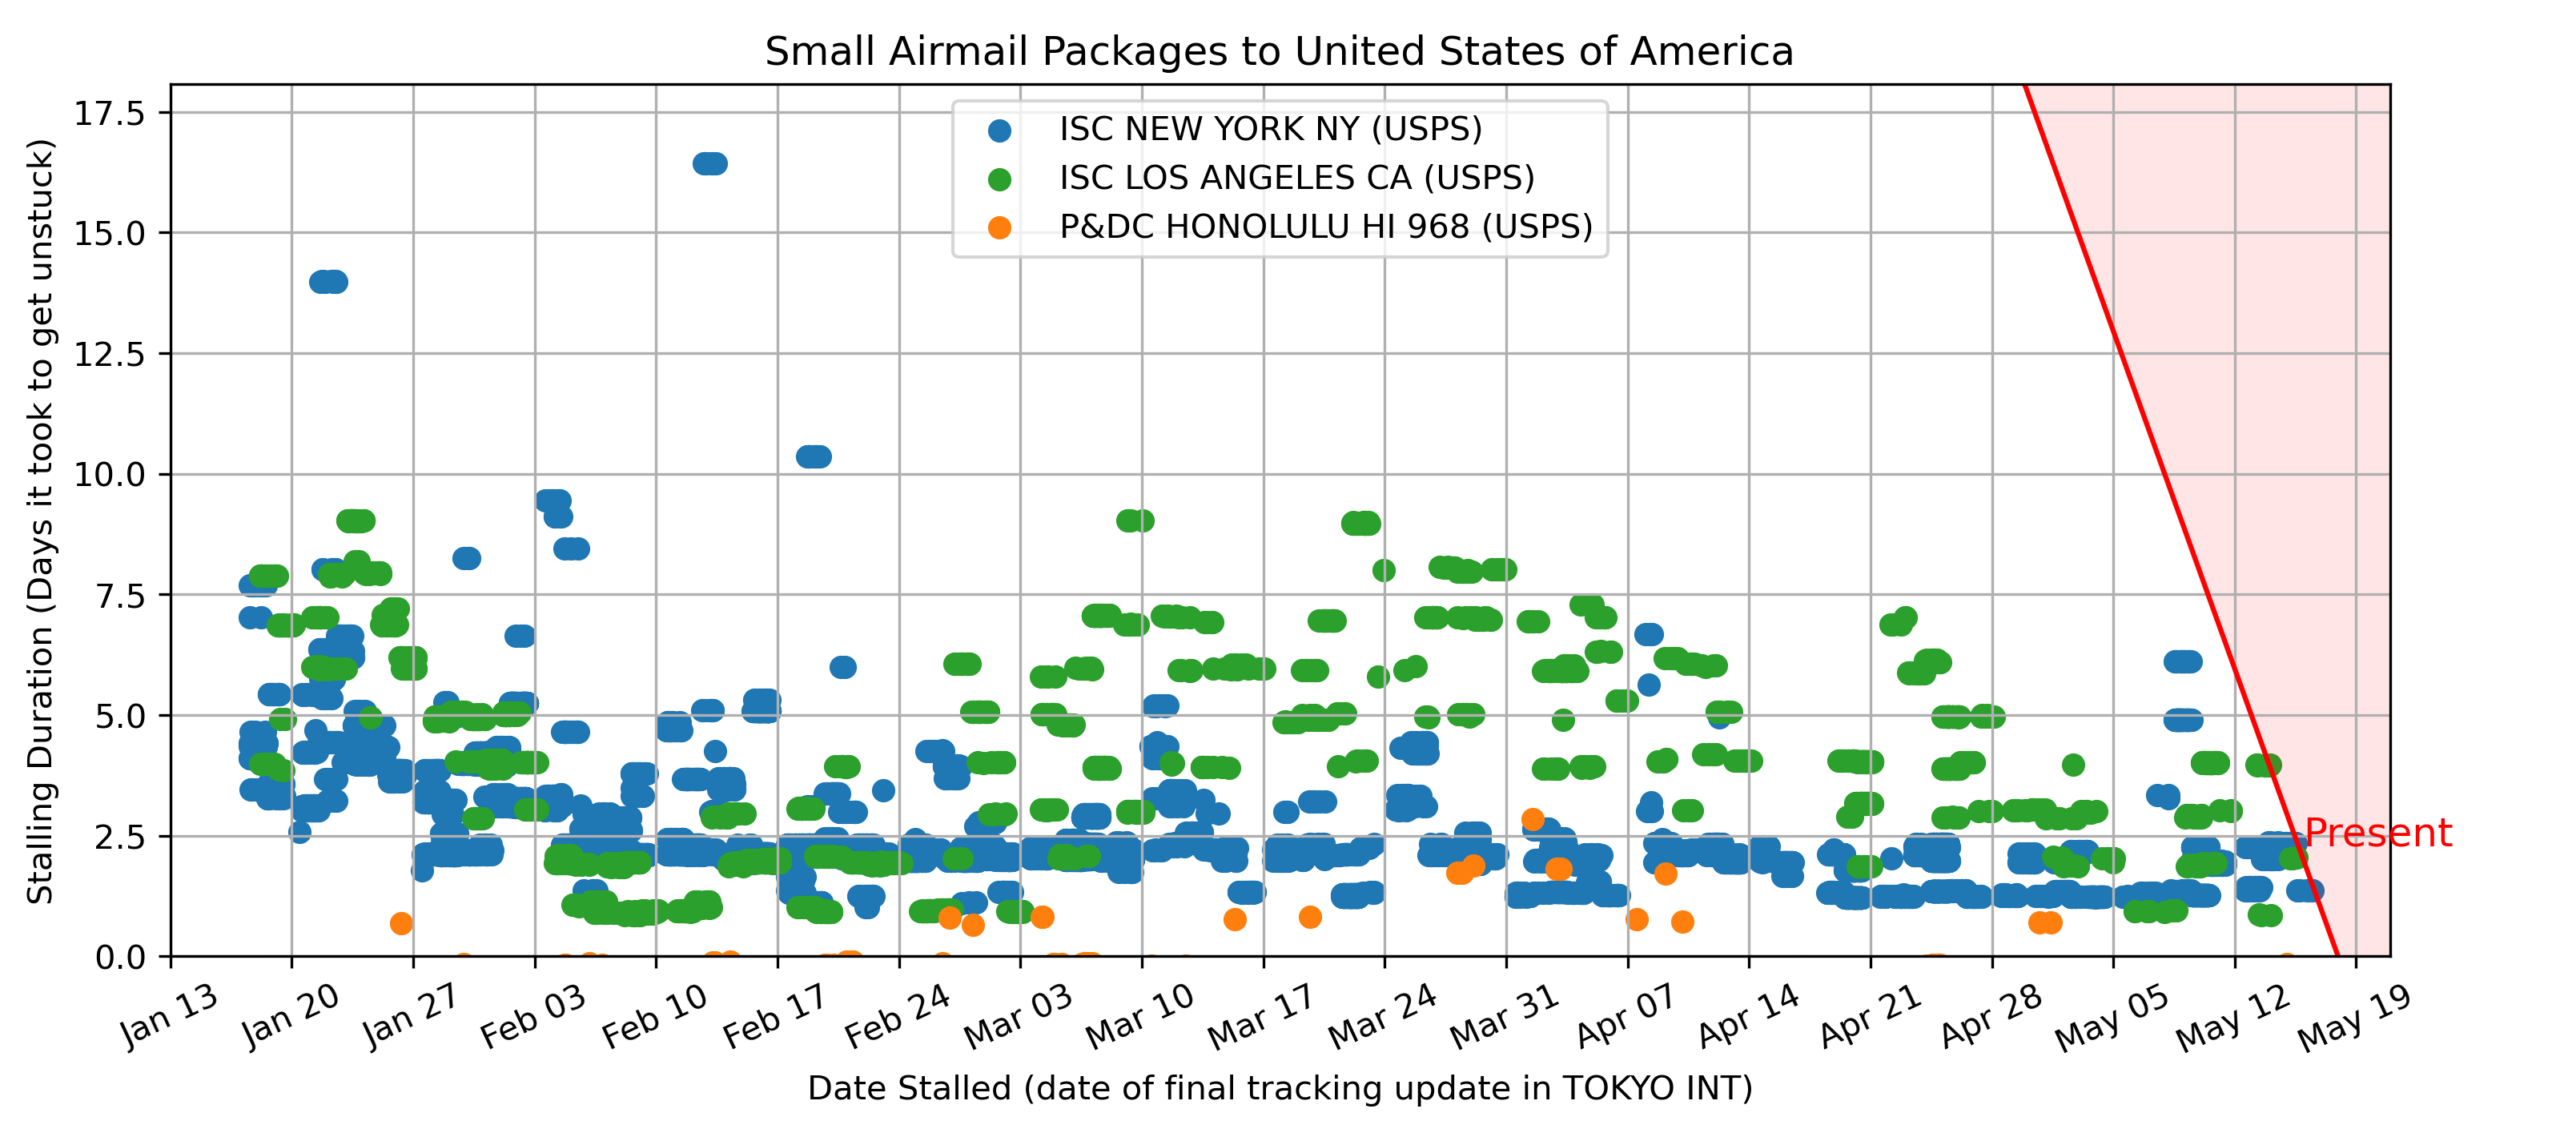 Small Airmail Packages to United States of America
Stalling Duration (Days it took to get unstuck)
17.5
15.0
12.5
10.0
7.5
5.0
2.5
0.0
ISC NEW YORK NY (USPS)
ISC LOS ANGELES CA (USPS)
P&DC HONOLULU HI 968 (USPS)
Present
Jan 13
Jan 20
Jan 27
Feb 03
Feb 10
Feb 17
Feb 24
Mar 03
Mar 10
Mar 17
Mar 24
Mar 31
Apr 07
Apr 14
Apr 21
Apr 28
May 05
May 12
May 19
Date Stalled (date of final tracking update in TOKYO INT)